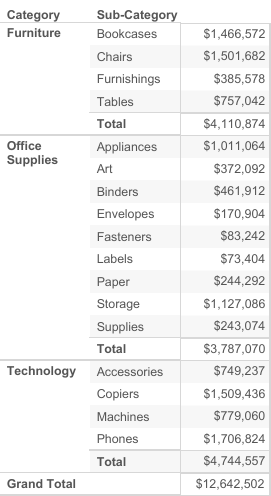 Category Sub-Category
Furniture Bookcases $1,466,572
Chairs $1,501,682
Furnishings $385,578
Tables $757,042
Total $4,110,874
Office Supplies Appliances $1,011,064
Art $372,092
Binders $461,912
Envelopes $170,904
Fasteners $83,242
Labels $73,404
Paper $244,292
Storage $1,127,086
Supplies $243,074
Total $3,787,070
Technology Accessories $749,237
Copiers $1,509,436
Machines $779,060
Phones $1,706,824
Total $4,744,557
Grand Total $12,642,502